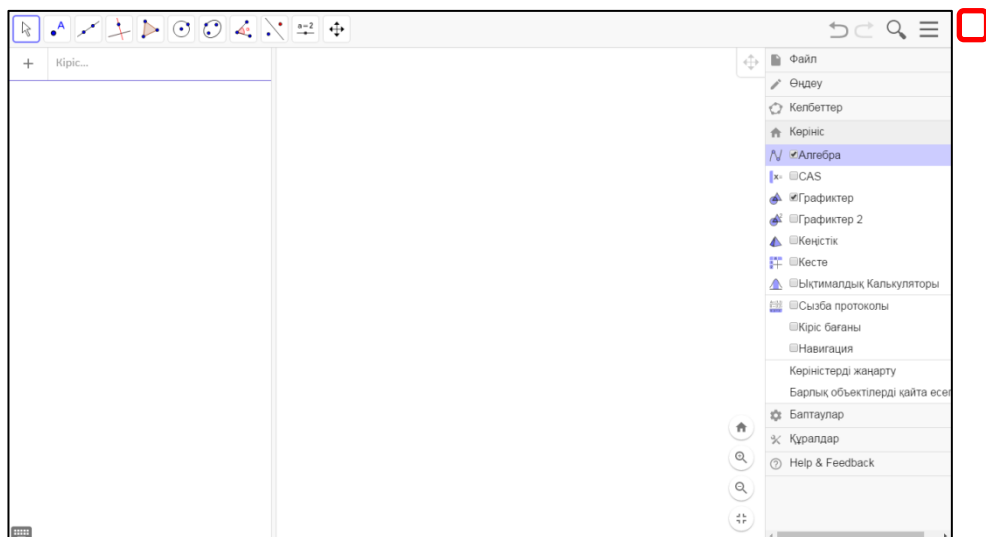 A
a=2
Кіріс...
Файл
Өңдеу
Келбеттер
Көрініс
Алгебра
x= CAS
Графиктер
Графиктер 2
Кеңістік
Кесте
Ықтималдық Калькуляторы
Сызба протоколы
Кіріс бағаны
Навигация
Көріністерді жаңарту
Барлық объектілерді қайта есеп
Баптаулар
Құралдар
Help & Feedback